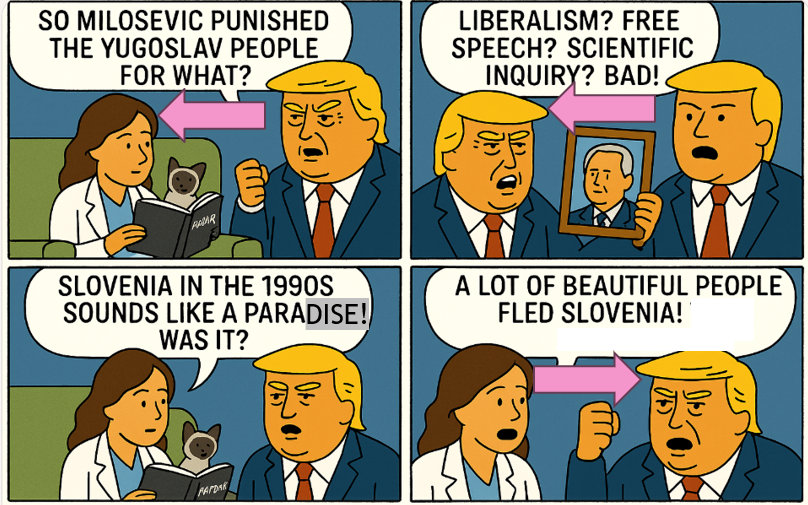 SO MILOSEVIC PUNISHED
THE YUGOSLAV PEOPLE
FOR WHAT?
LIBERALISM? FREE
SPEECH? SCIENTIFIC
INQUIRY? BAD!
SLOVENIA IN THE 1990S
SOUNDS LIKE A PARADISE!
WAS IT?
A LOT OF BEAUTIFUL PEOPLE
FLED SLOVENIA!